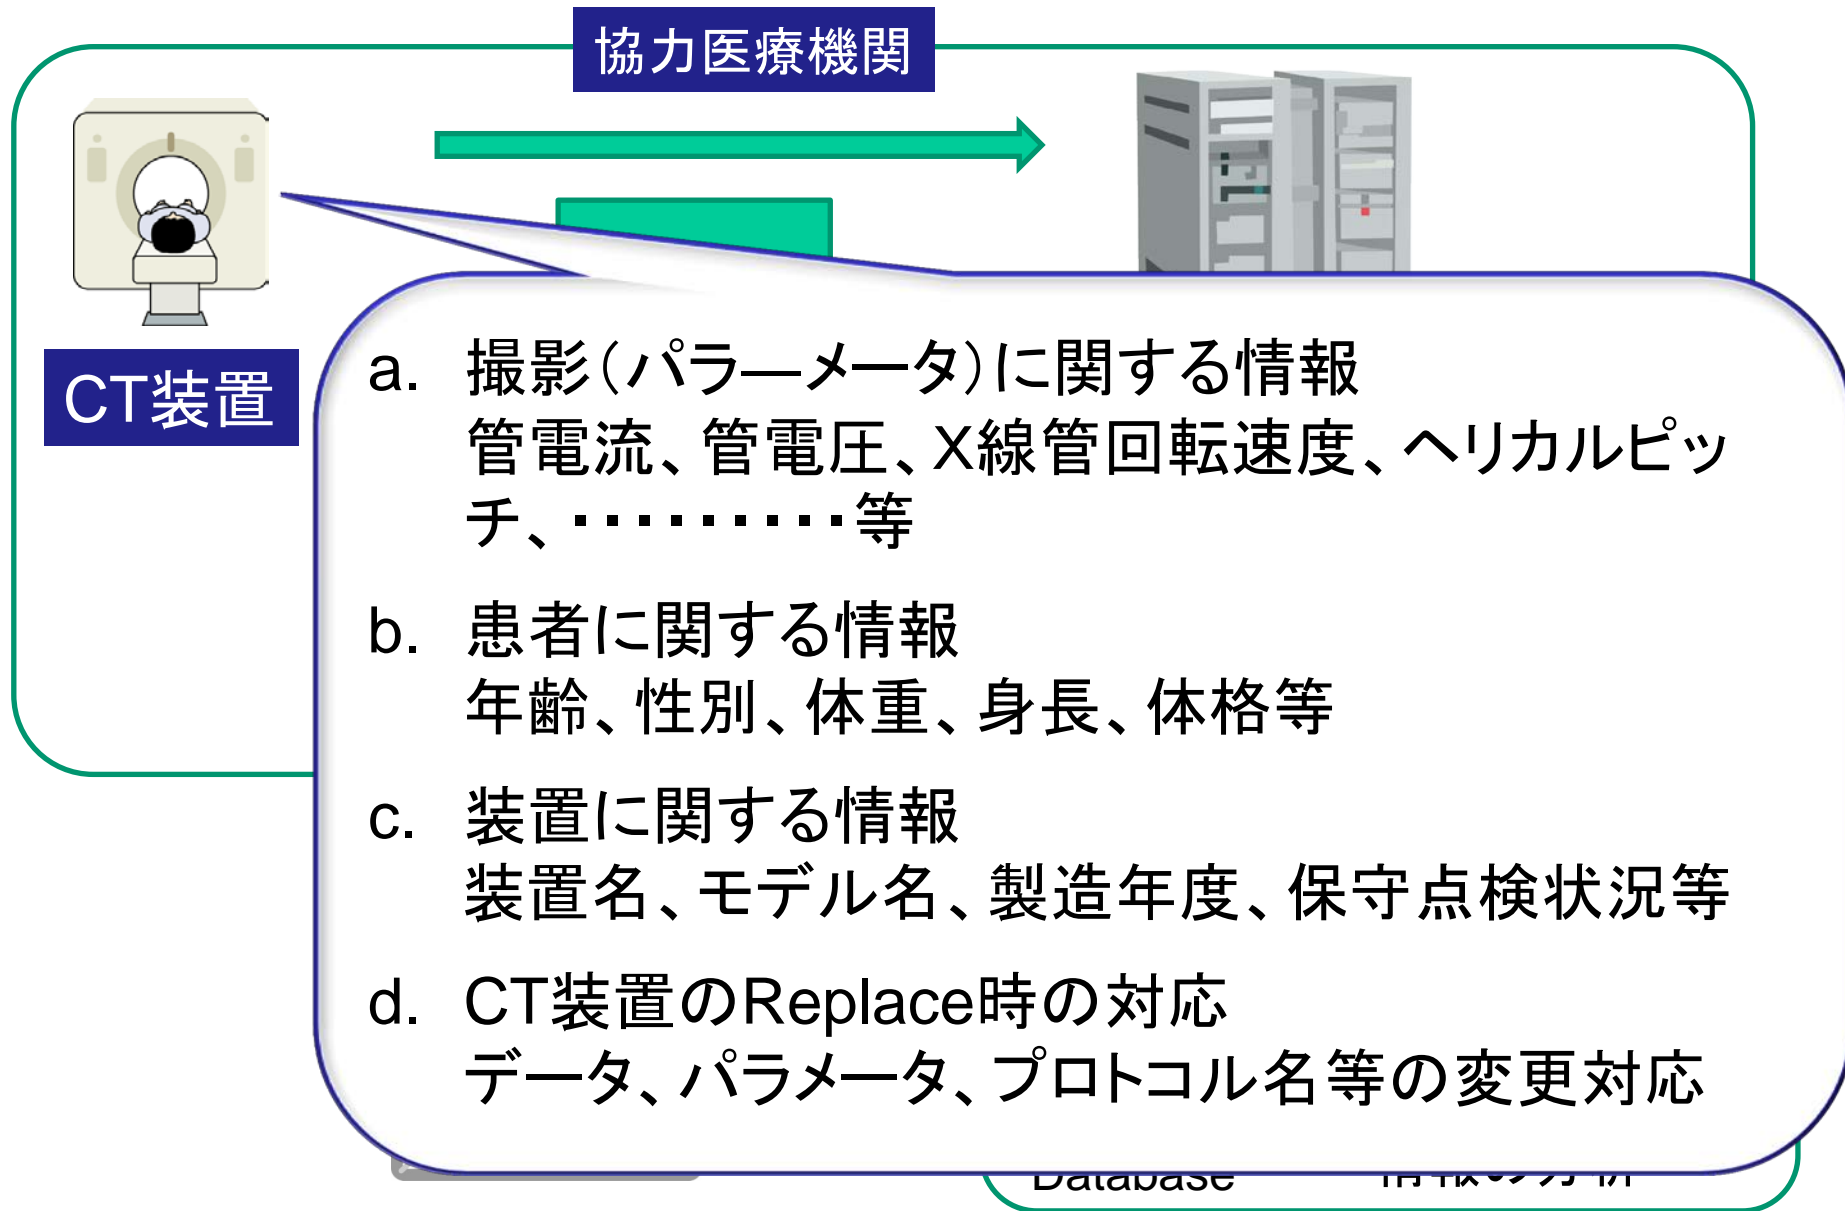 協力医療機関
CT装置
a. 撮影（パラ―メータ）に関する情報
管電流、管電圧、X線管回転速度、ヘリカルピッ
チ、・・・・・・・・・等
b. 患者に関する情報
年齢、性別、体重、身長、体格等
c. 装置に関する情報
装置名、モデル名、製造年度、保守点検状況等
d. CT装置のReplace時の対応
データ、パラメータ、プロトコル名等の変更対応
Database
情報の分析